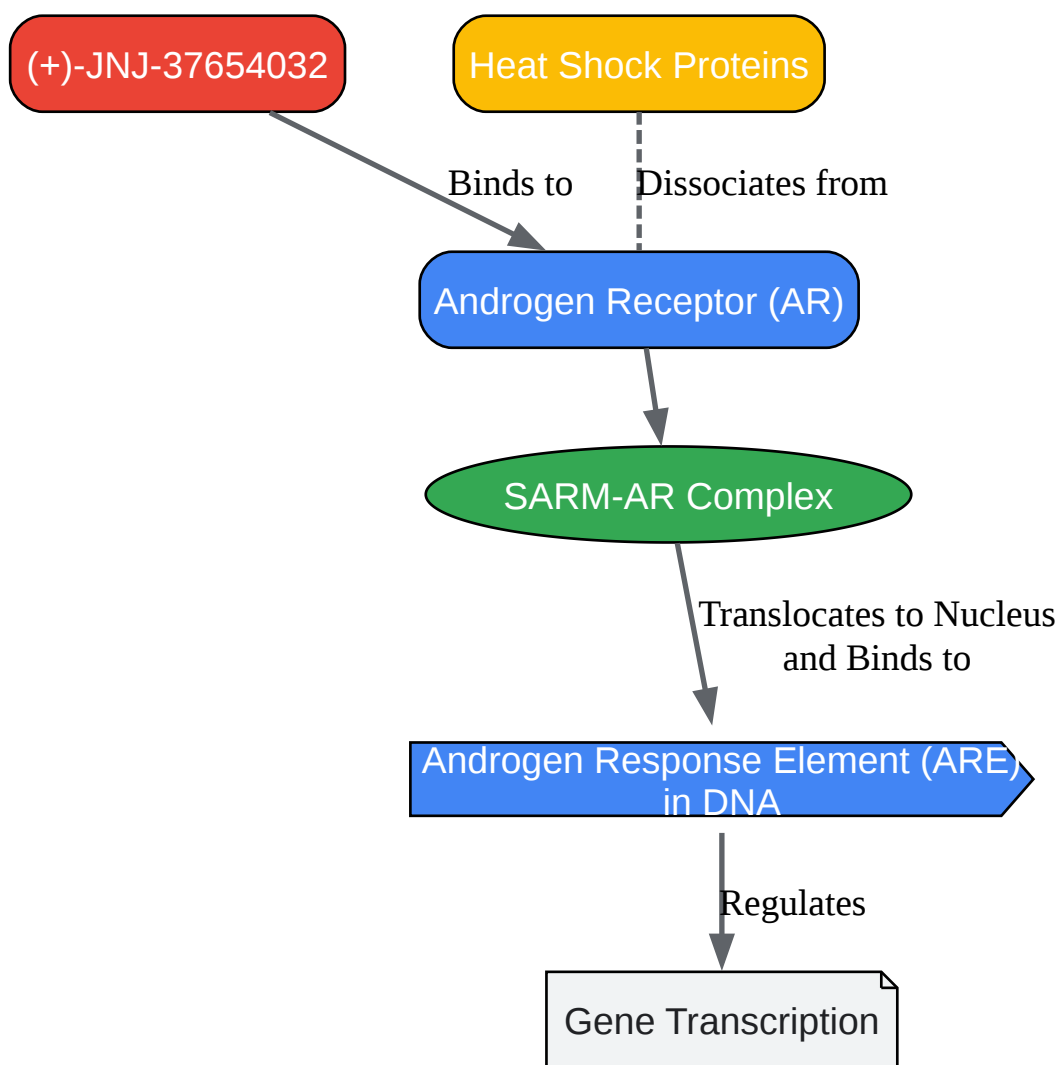 (+)-JNJ-37654032
Heat Shock Proteins
Binds to
Dissociates from
Androgen Receptor (AR)
SARM-AR Complex
Translocates to Nucleus
and Binds to
Androgen Response Element (ARE)
in DNA
Regulates
Gene Transcription